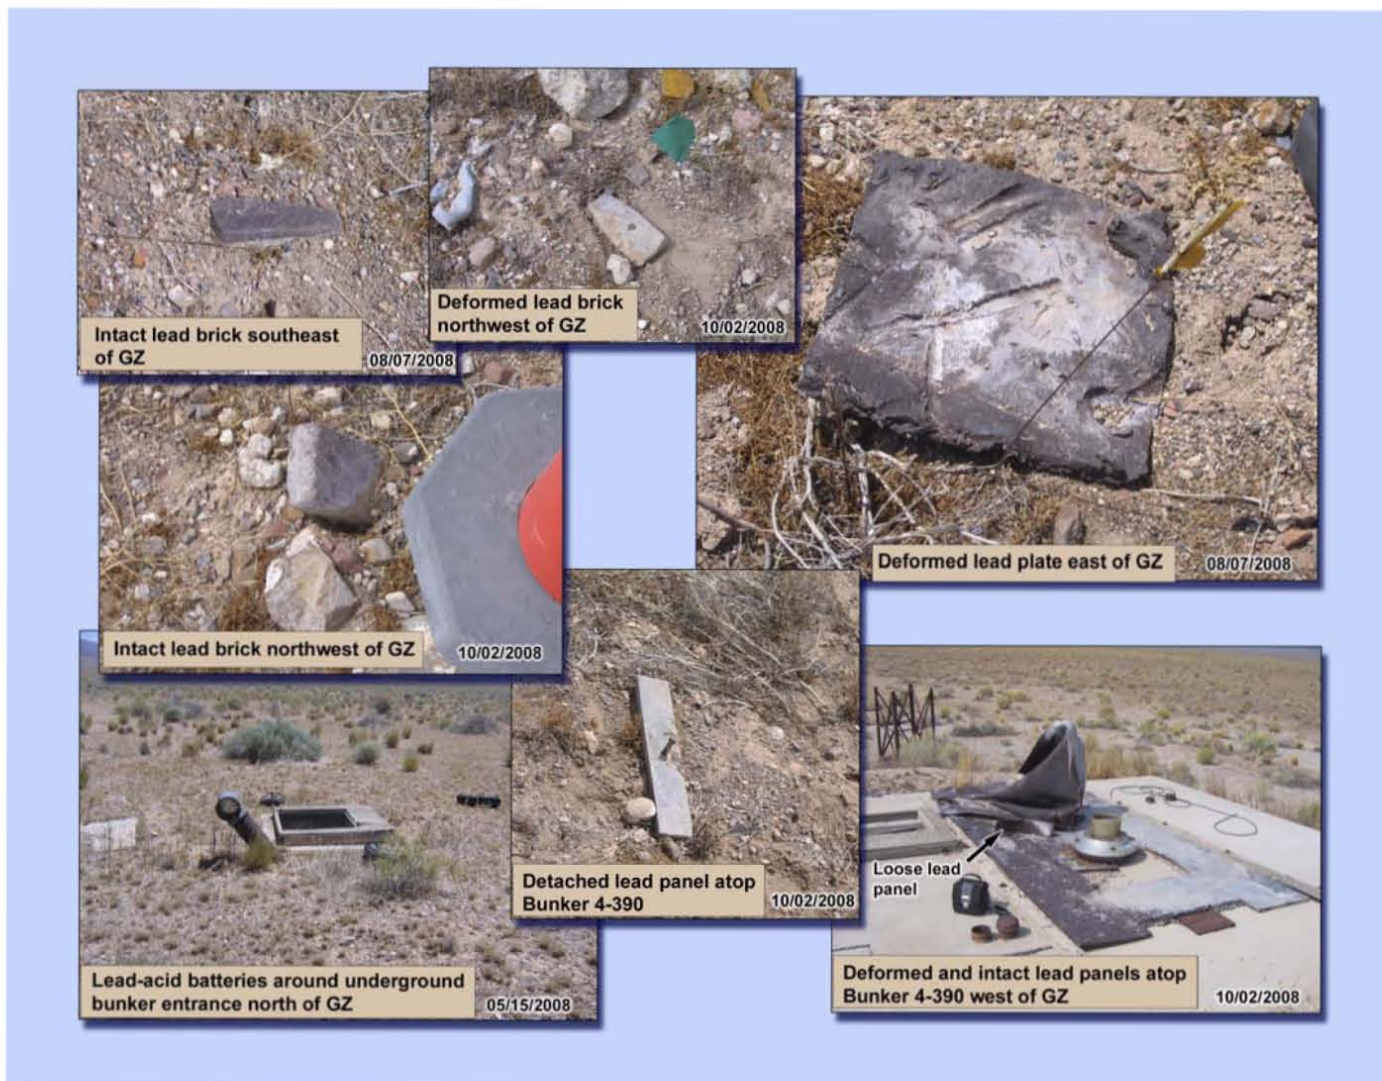 Intact lead brick southeast
of GZ
08/07/2008
Deformed lead brick
northwest of GZ
10/02/2008
Deformed lead plate east of GZ
08/07/2008
Intact lead brick northwest of GZ
10/02/2008
Detached lead panel atop
Bunker 4-390
10/02/2008
Loose lead
panel
Lead-acid batteries around underground
bunker entrance north of GZ
05/15/2008
Deformed and intact lead panels atop
Bunker 4-390 west of GZ
10/02/2008